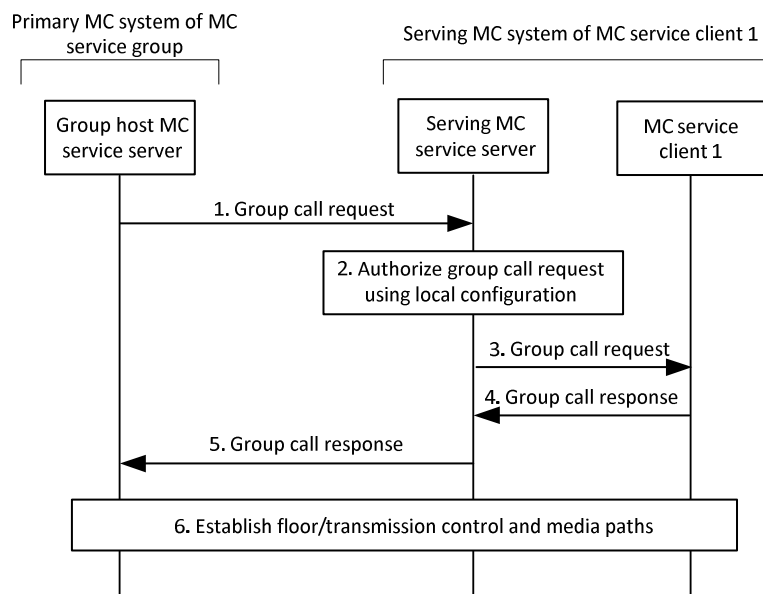 Primary MC system of MC
service group
Serving MC system of MC service client 1
Group host MC
service server
Serving MC
service server
MC service
client 1
1. Group call request
2. Authorize group call request
using local configuration
3. Group call request
4. Group call response
5. Group call response
6. Establish floor/transmission control and media paths